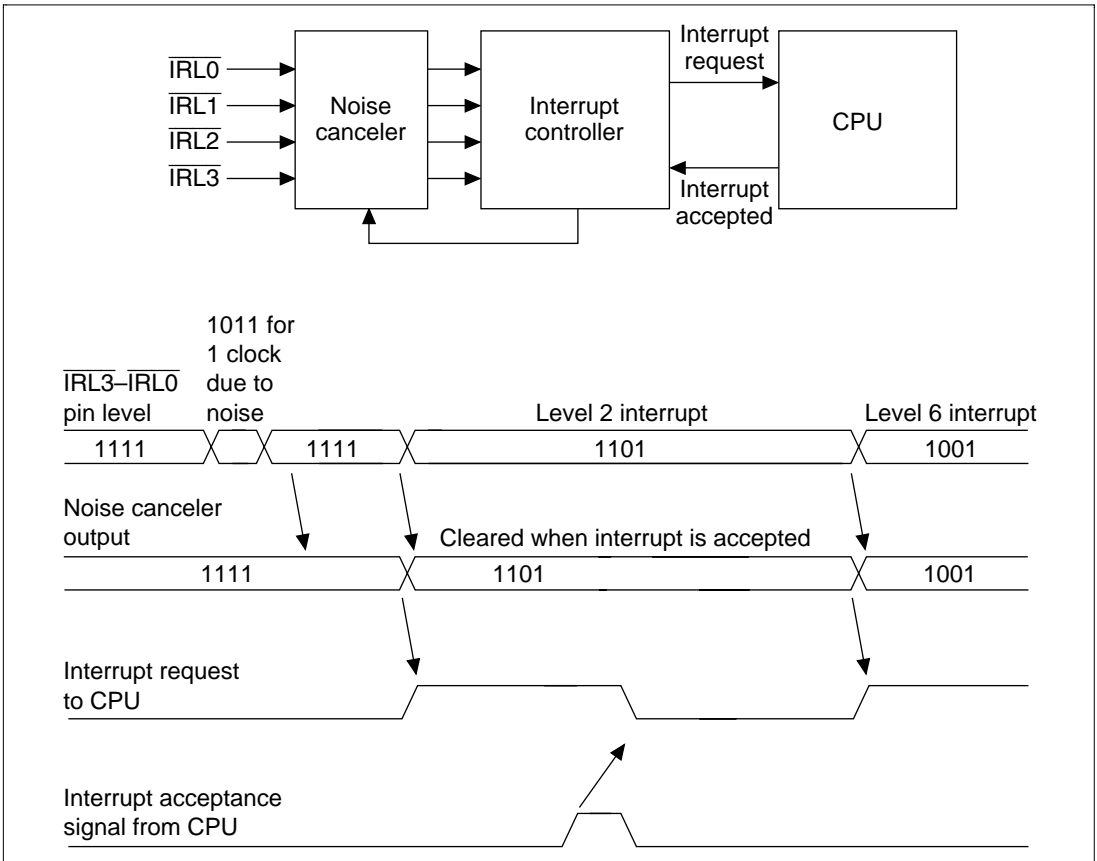 IRL0
IRL1
IRL2
IRL3
Noise
canceler
Interrupt
controller
Interrupt
request
CPU
Interrupt
accepted
1011 for
1 clock
due to
noise
IRL3–IRL0
pin level
Level 2 interrupt
Level 6 interrupt
1111
1111
1101
1001
Noise canceler
output
Cleared when interrupt is accepted
1111
1101
1001
Interrupt request
to CPU
Interrupt acceptance
signal from CPU